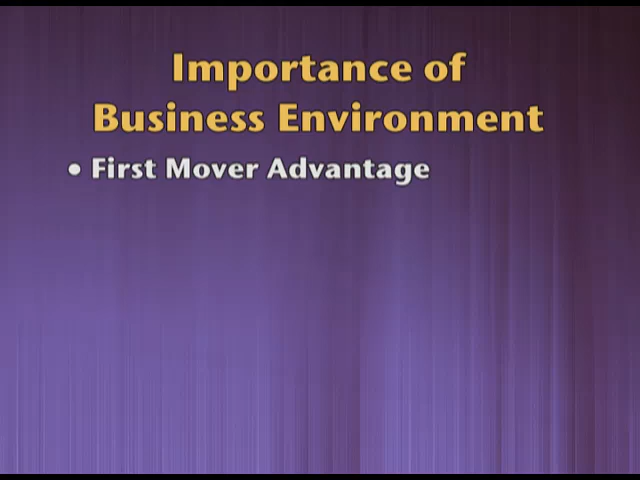 Importance of
Business Environment
• First Mover Advantage